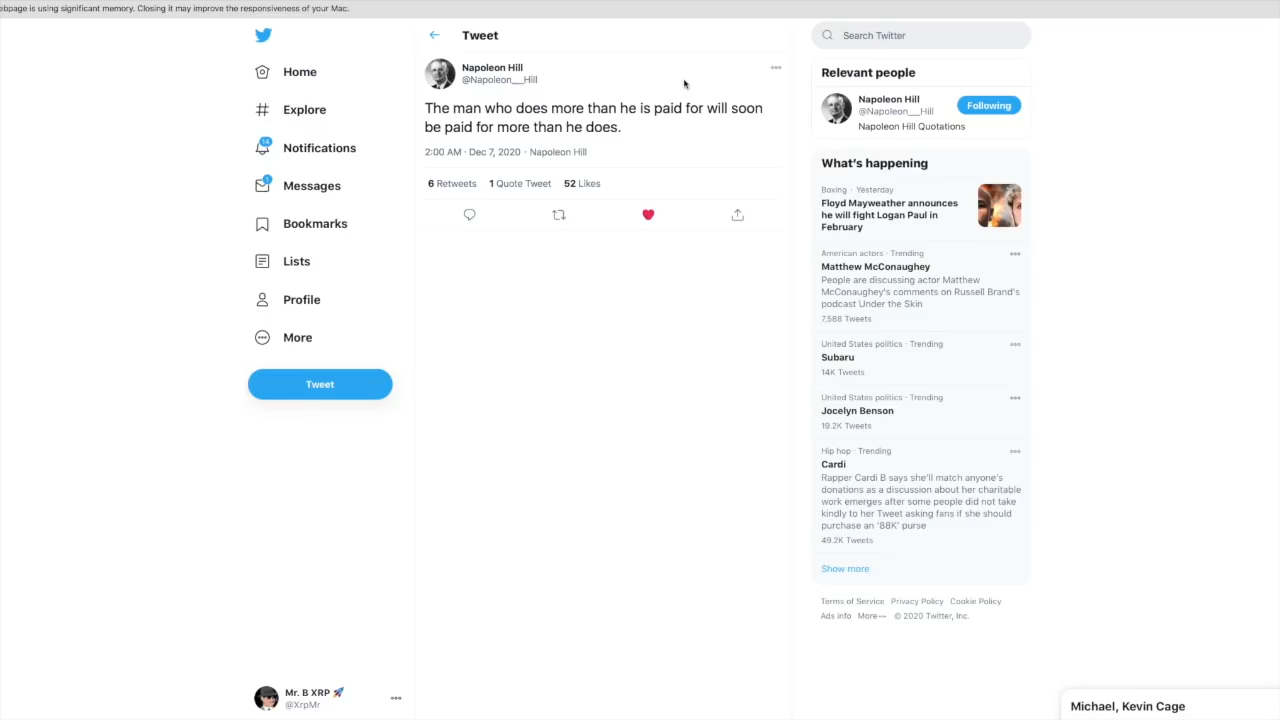 ebpage is using significant memory. Closing it may improve the responsiveness of your Mac.
Home
Explore
14
Notifications
1
Messages
Bookmarks
Lists
Profile
More
Tweet
Mr. B XRP 🚀
@XrpMr
Tweet
Napoleon Hill
@Napoleon___Hill
The man who does more than he is paid for will soon
be paid for more than he does.
2:00 AM · Dec 7, 2020 · Napoleon Hill
6 Retweets 1 Quote Tweet 52 Likes
Search Twitter
Relevant people
Napoleon Hill
@Napoleon___Hill
Following
Napoleon Hill Quotations
What's happening
Boxing · Yesterday
Floyd Mayweather announces
he will fight Logan Paul in
February
American actors · Trending
Matthew McConaughey
People are discussing actor Matthew
McConaughey's comments on Russell Brand's
podcast Under the Skin
7,588 Tweets
United States politics · Trending
Subaru
14K Tweets
United States politics · Trending
Jocelyn Benson
19.2K Tweets
Hip hop · Trending
Cardi
Rapper Cardi B says she'll match anyone's
donations as a discussion about her charitable
work emerges after some people did not take
kindly to her Tweet asking fans if she should
purchase an '88K' purse
49.2K Tweets
Show more
Terms of Service Privacy Policy Cookie Policy
Ads info More ••• © 2020 Twitter, Inc.
Michael, Kevin Cage